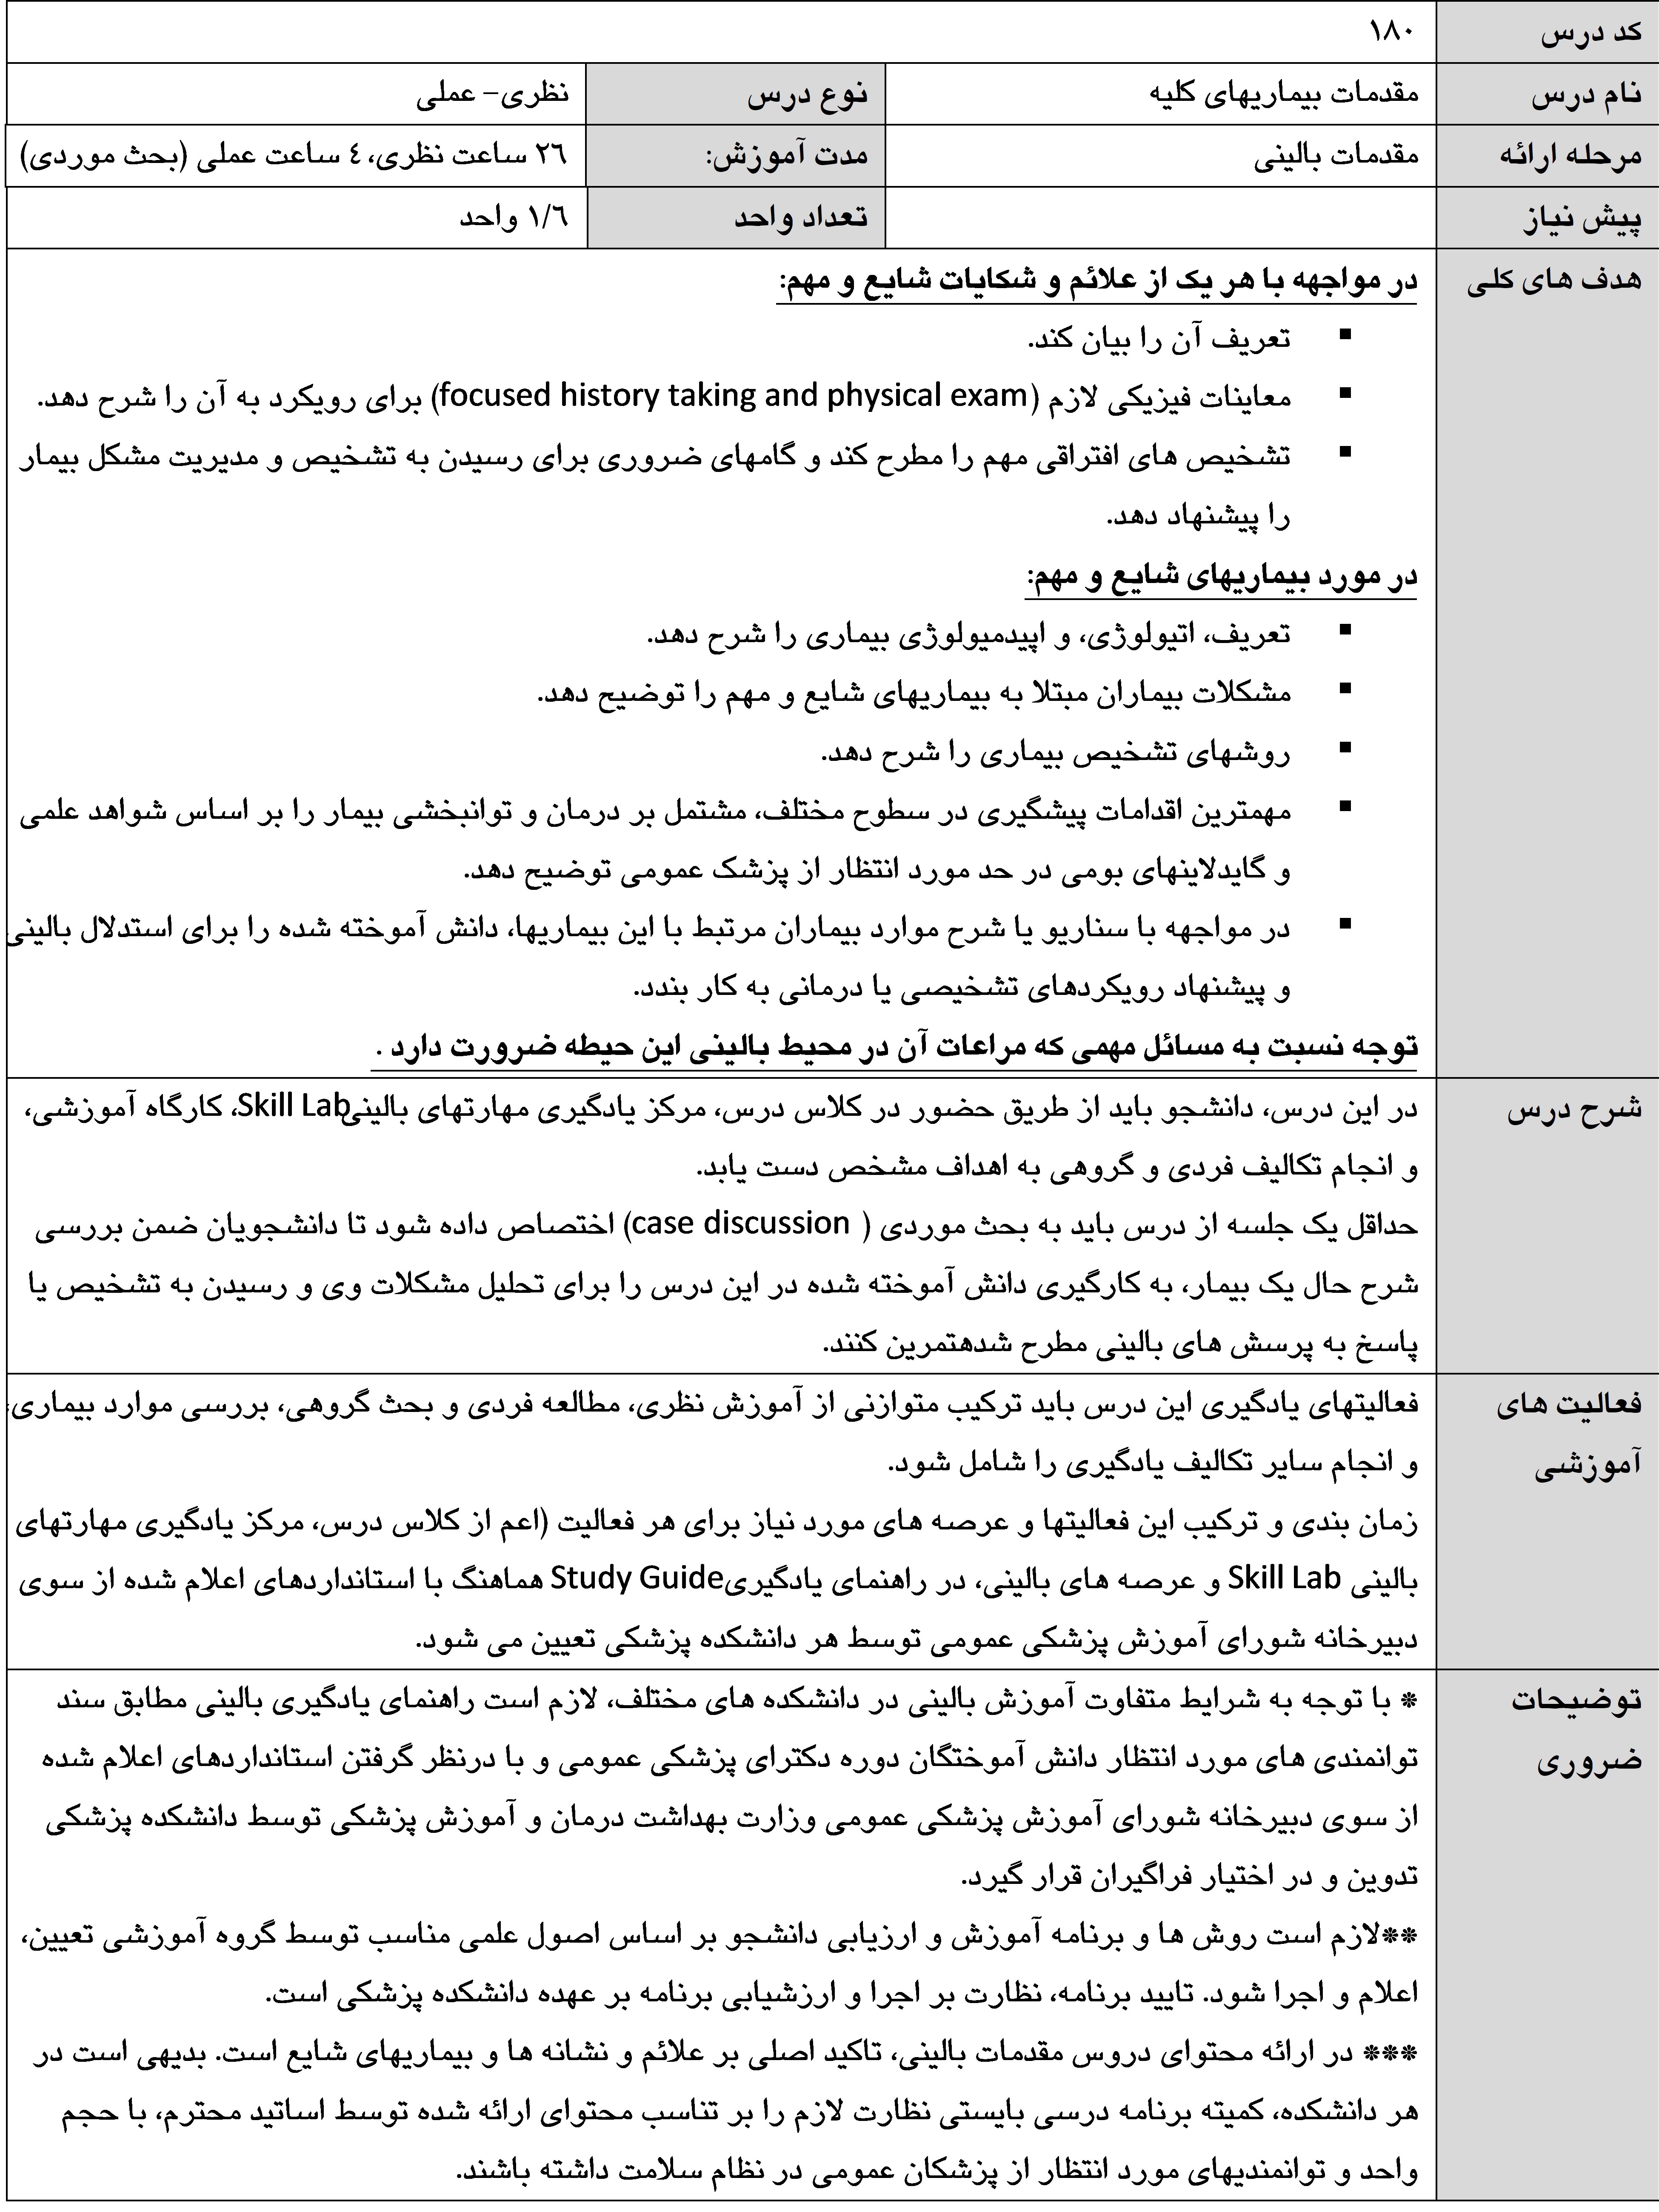 کد درس ۱۸۰
نام درس مقدمات بیماریهای کلیه نوع درس نظری- عملی
مرحله ارائه مقدمات بالینی مدت آموزش: ۲۶ ساعت نظری، ۴ ساعت عملی (بحث موردی)
پیش نیاز تعداد واحد ۱/۶ واحد
هدف های کلی در مواجهه با هر یک از علائم و شکایات شایع و مهم:
▪ تعریف آن را بیان کند.
▪ معاینات فیزیکی لازم (focused history taking and physical exam) برای رویکرد به آن را شرح دهد.
▪ تشخیص های افتراقی مهم را مطرح کند و گامهای ضروری برای رسیدن به تشخیص و مدیریت مشکل بیمار
را پیشنهاد دهد.
در مورد بیماریهای شایع و مهم:
▪ تعریف، اتیولوژی، و اپیدمیولوژی بیماری را شرح دهد.
▪ مشکلات بیماران مبتلا به بیماریهای شایع و مهم را توضیح دهد.
▪ روشهای تشخیص بیماری را شرح دهد.
▪ مهمترین اقدامات پیشگیری در سطوح مختلف، مشتمل بر درمان و توانبخشی بیمار را بر اساس شواهد علمی
و گایدلاینهای بومی در حد مورد انتظار از پزشک عمومی توضیح دهد.
▪ در مواجهه با سناریو یا شرح موارد بیماران مرتبط با این بیماریها، دانش آموخته شده را برای استدلال بالینی
و پیشنهاد رویکردهای تشخیصی یا درمانی به کار بندد.
توجه نسبت به مسائل مهمی که مراعات آن در محیط بالینی این حیطه ضرورت دارد .
شرح درس در این درس، دانشجو باید از طریق حضور در کلاس درس، مرکز یادگیری مهارتهای بالینیSkill Lab، کارگاه آموزشی،
و انجام تکالیف فردی و گروهی به اهداف مشخص دست یابد.
حداقل یک جلسه از درس باید به بحث موردی ( case discussion) اختصاص داده شود تا دانشجویان ضمن بررسی
شرح حال یک بیمار، به کارگیری دانش آموخته شده در این درس را برای تحلیل مشکلات وی و رسیدن به تشخیص یا
پاسخ به پرسش های بالینی مطرح شدهتمرین کنند.
فعالیت های فعالیتهای یادگیری این درس باید ترکیب متوازنی از آموزش نظری، مطالعه فردی و بحث گروهی، بررسی موارد بیماری،
آموزشی و انجام سایر تکالیف یادگیری را شامل شود.
زمان بندی و ترکیب این فعالیتها و عرصه های مورد نیاز برای هر فعالیت (اعم از کلاس درس، مرکز یادگیری مهارتهای
بالینی Skill Lab و عرصه های بالینی، در راهنمای یادگیریStudy Guide هماهنگ با استانداردهای اعلام شده از سوی
دبیرخانه شورای آموزش پزشکی عمومی توسط هر دانشکده پزشکی تعیین می شود.
توضیحات * با توجه به شرایط متفاوت آموزش بالینی در دانشکده های مختلف، لازم است راهنمای یادگیری بالینی مطابق سند
ضروری توانمندی های مورد انتظار دانش آموختگان دوره دکترای پزشکی عمومی و با درنظر گرفتن استانداردهای اعلام شده
از سوی دبیرخانه شورای آموزش پزشکی عمومی وزارت بهداشت درمان و آموزش پزشکی توسط دانشکده پزشکی
تدوین و در اختیار فراگیران قرار گیرد.
**لازم است روش ها و برنامه آموزش و ارزیابی دانشجو بر اساس اصول علمی مناسب توسط گروه آموزشی تعیین،
اعلام و اجرا شود. تایید برنامه، نظارت بر اجرا و ارزشیابی برنامه بر عهده دانشکده پزشکی است.
*** در ارائه محتوای دروس مقدمات بالینی، تاکید اصلی بر علائم و نشانه ها و بیماریهای شایع است. بدیهی است در
هر دانشکده، کمیته برنامه درسی بایستی نظارت لازم را بر تناسب محتوای ارائه شده توسط اساتید محترم، با حجم
واحد و توانمندیهای مورد انتظار از پزشکان عمومی در نظام سلامت داشته باشند.